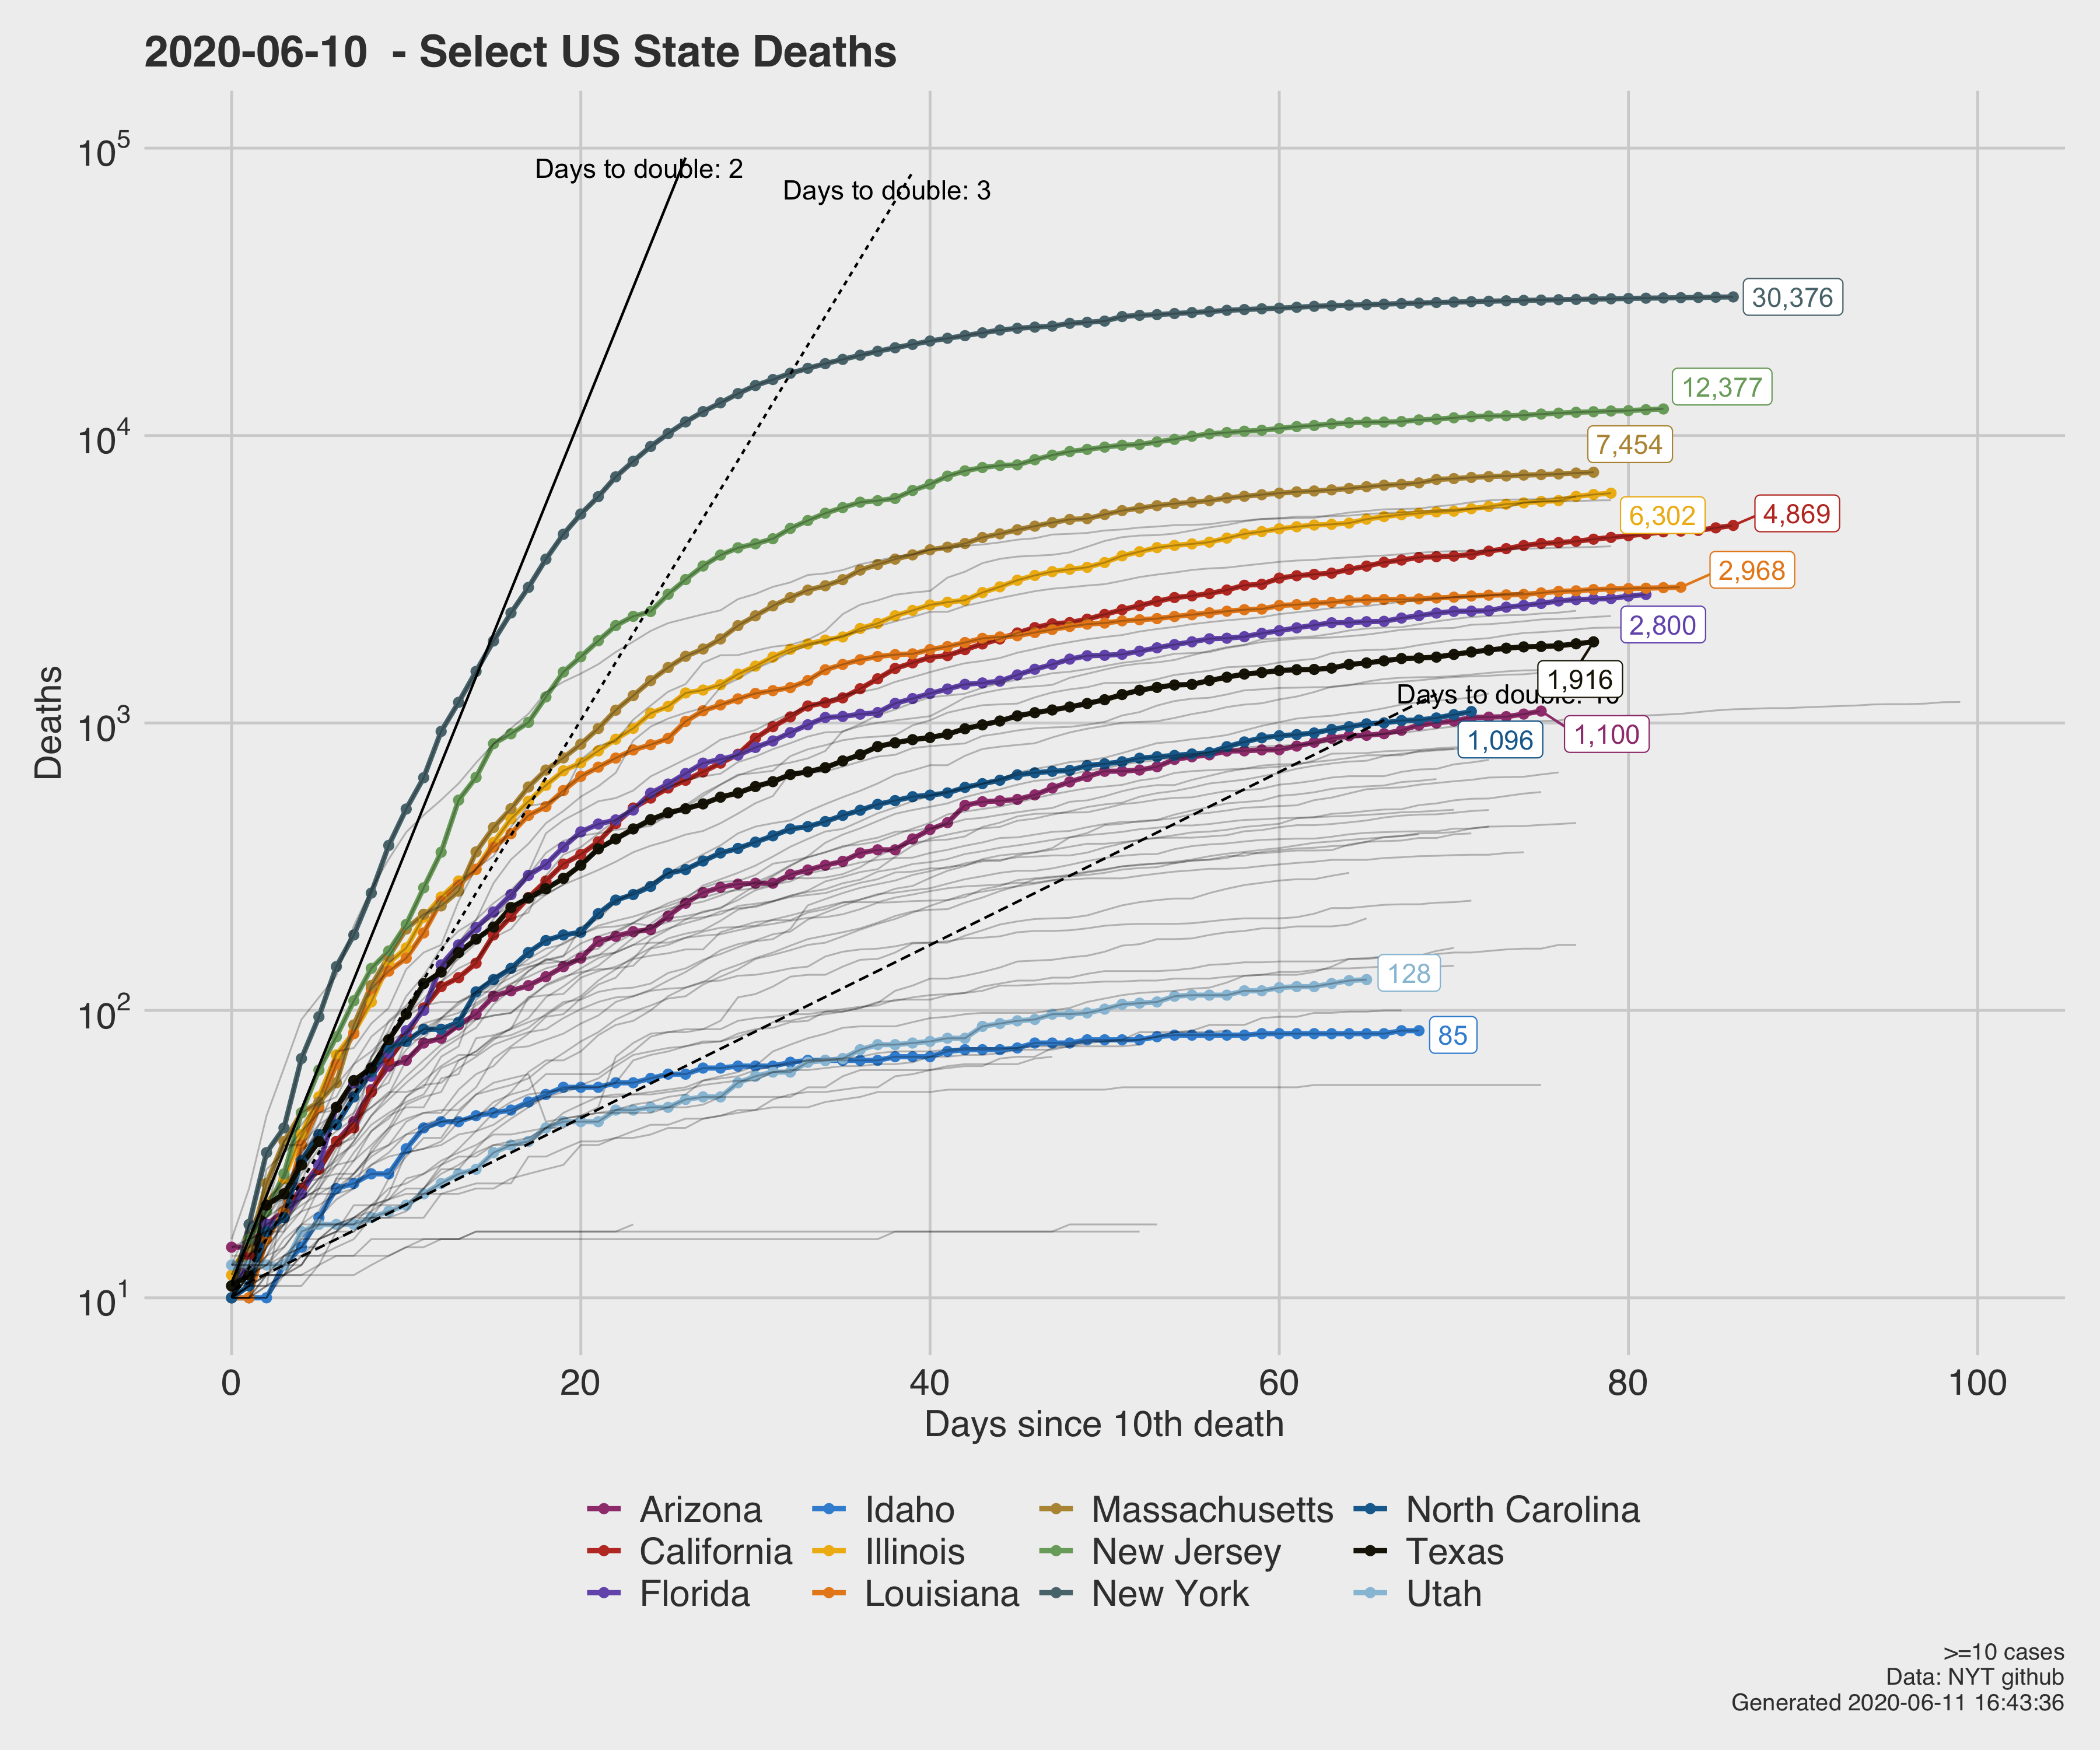 2020-06-10  - Select US State Deaths
10^5
10^4
10^3
10^2
10^1
Deaths
Days to double: 2
Days to double: 3
30,376
12,377
7,454
6,302
4,869
2,968
2,800
1,916
Days to double: 10
1,096
1,100
128
85
0 20 40 60 80 100
Days since 10th death
Arizona Idaho Massachusetts North Carolina
California Illinois New Jersey Texas
Florida Louisiana New York Utah
>=10 cases
Data: NYT github
Generated 2020-06-11 16:43:36